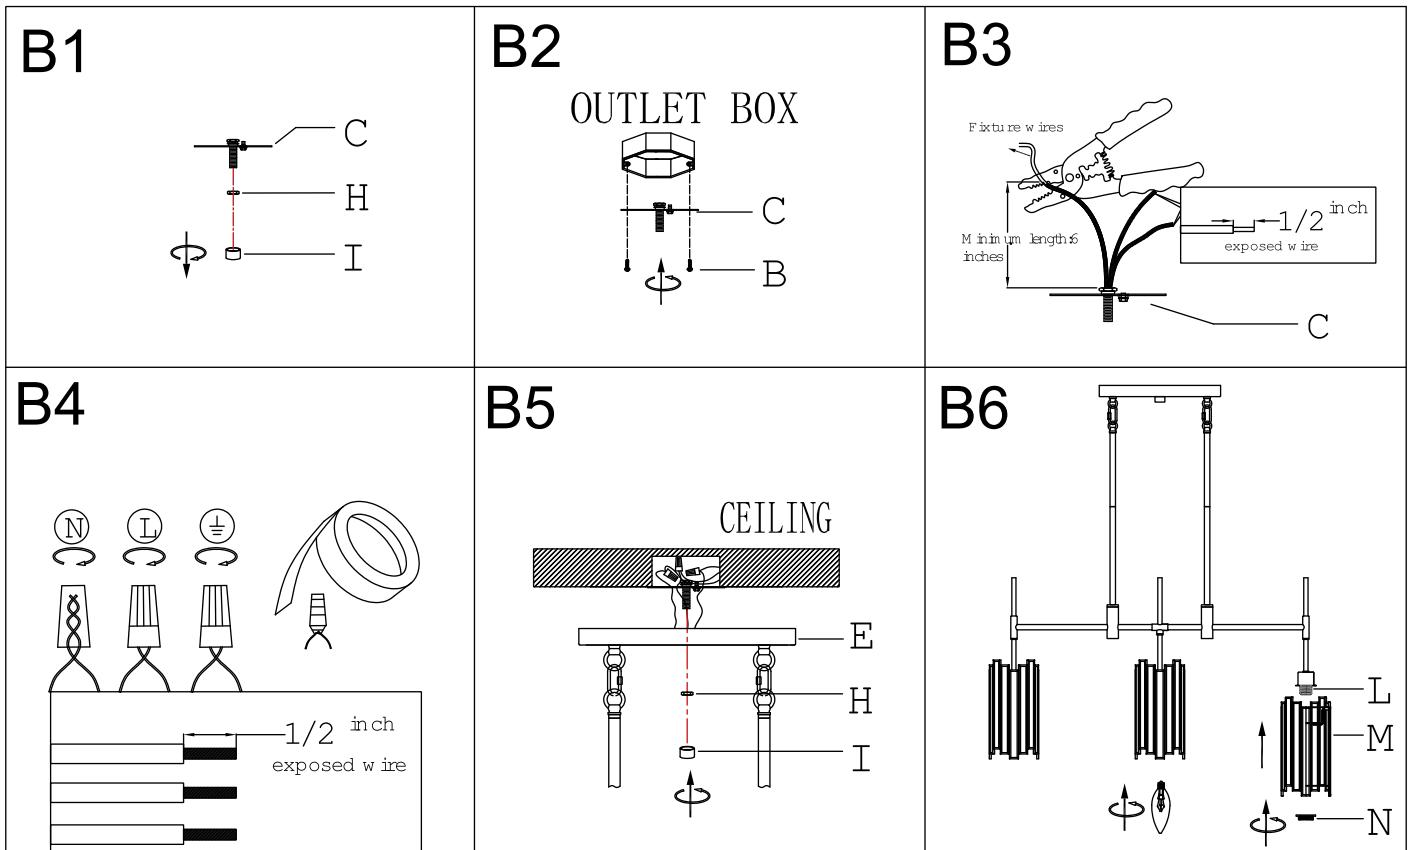 B1
C
H
I
B2
OUTLET BOX
C
B
B3
Fixture wires
Minimum length:6
inches
1/2 inch
exposed wire
C
B4
N L
1/2 inch
exposed wire
B5
CEILING
E
H
I
B6
L
M
N